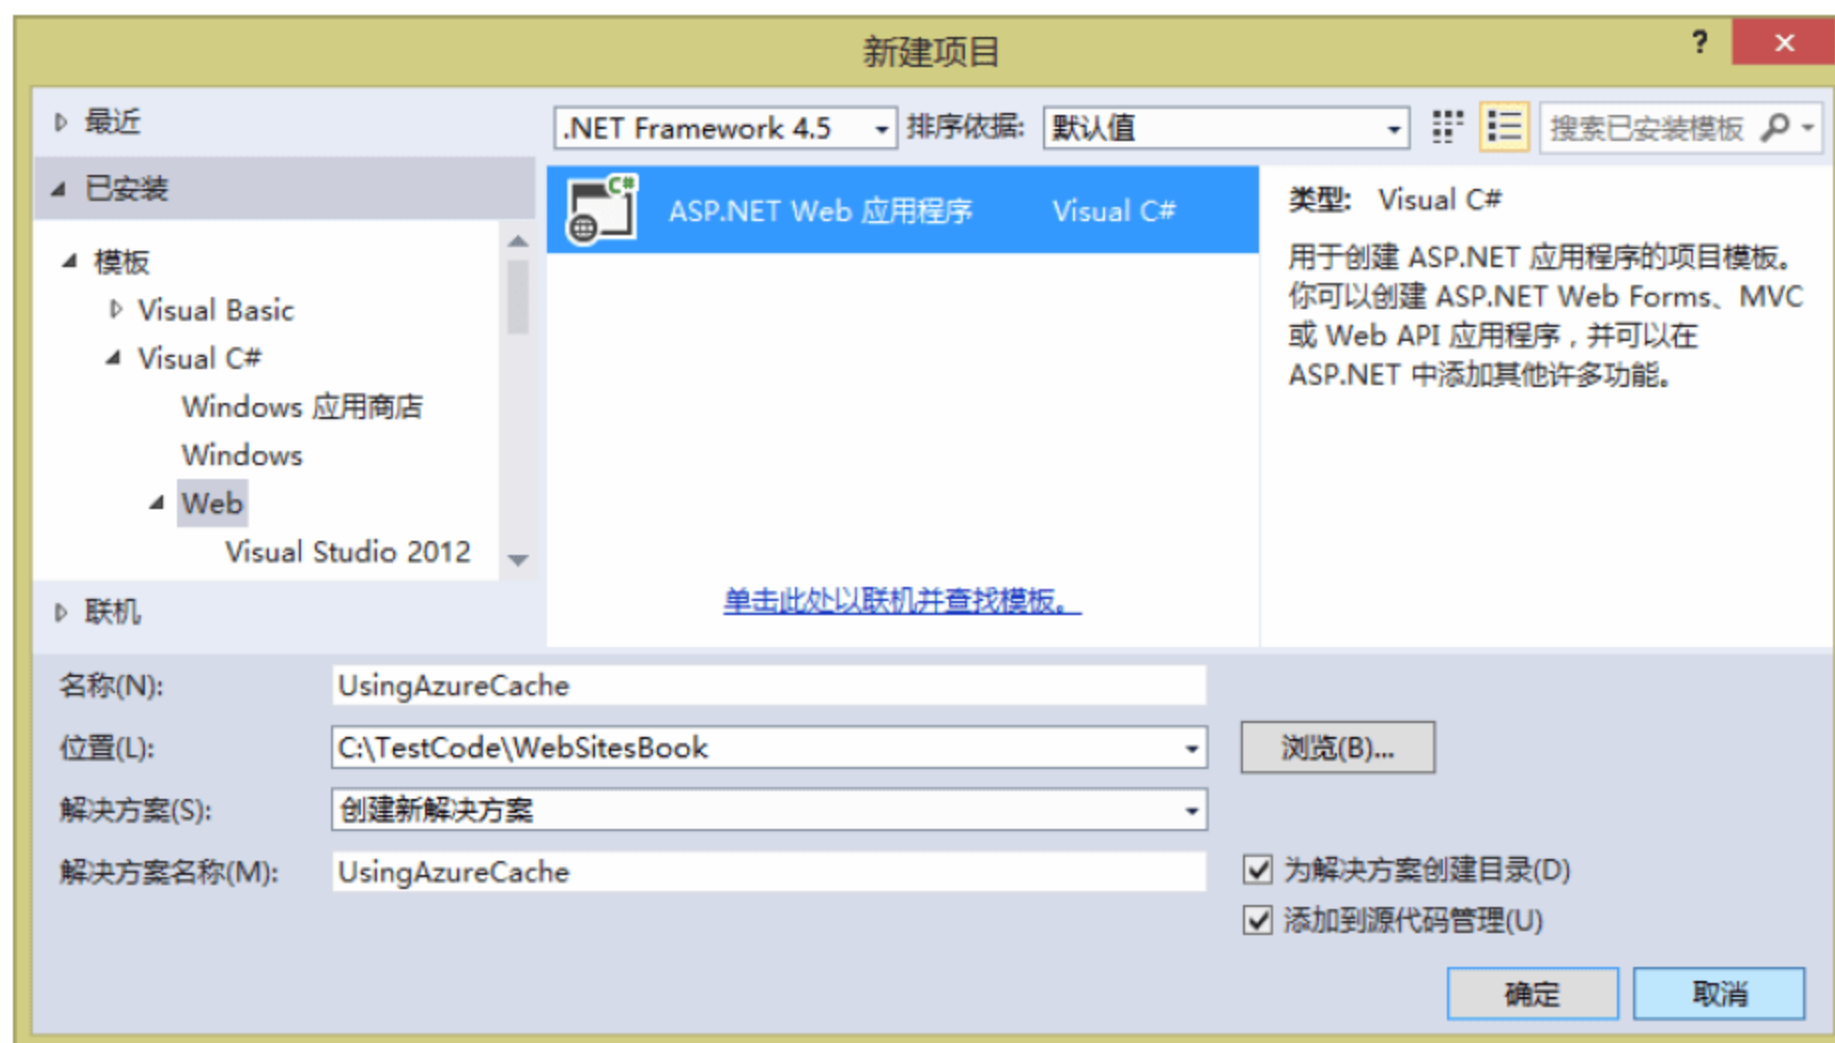 新建项目
?
最近
.NET Framework 4.5 排序依据: 默认值 搜索已安装模板
已安装
模板
Visual Basic
Visual C#
Windows 应用商店
Windows
Web
Visual Studio 2012
联机
C#
ASP.NET Web 应用程序 Visual C#
单击此处以联机并查找模板。
类型: Visual C#
用于创建 ASP.NET 应用程序的项目模板。
你可以创建 ASP.NET Web Forms、MVC
或 Web API 应用程序，并可以在
ASP.NET 中添加其他许多功能。
名称(N): UsingAzureCache
位置(L): C:\TestCode\WebSitesBook 浏览(B)...
解决方案(S): 创建新解决方案
解决方案名称(M): UsingAzureCache 为解决方案创建目录(D)
添加到源代码管理(U)
确定 取消